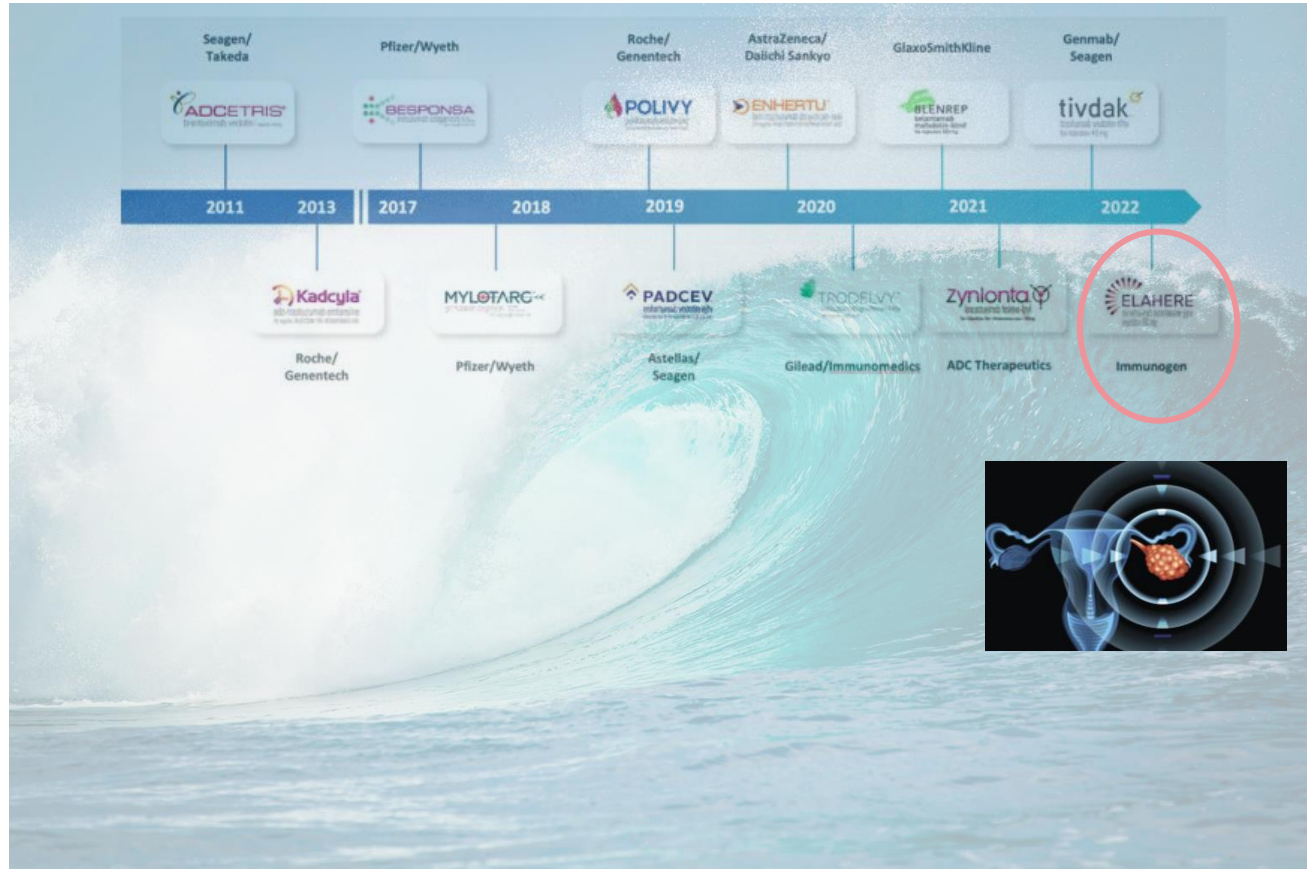 Seagen/
Takeda
Pfizer/Wyeth
Roche/
Genentech
AstraZeneca/
Daiichi Sankyo
GlaxoSmithKline
Genmab/
Seagen
ADCETRIS
BESPONSA
POLIVY
ENHERTU
BLENREP
tivdak
2011 2013 2017 2018 2019 2020 2021 2022
Kadcyla
MYLOTARG
PADCEV
TRODELVY
Zynlonta
ELAHERE
Roche/
Genentech
Pfizer/Wyeth
Astellas/
Seagen
Gilead/Immunomedics
ADC Therapeutics
Immunogen